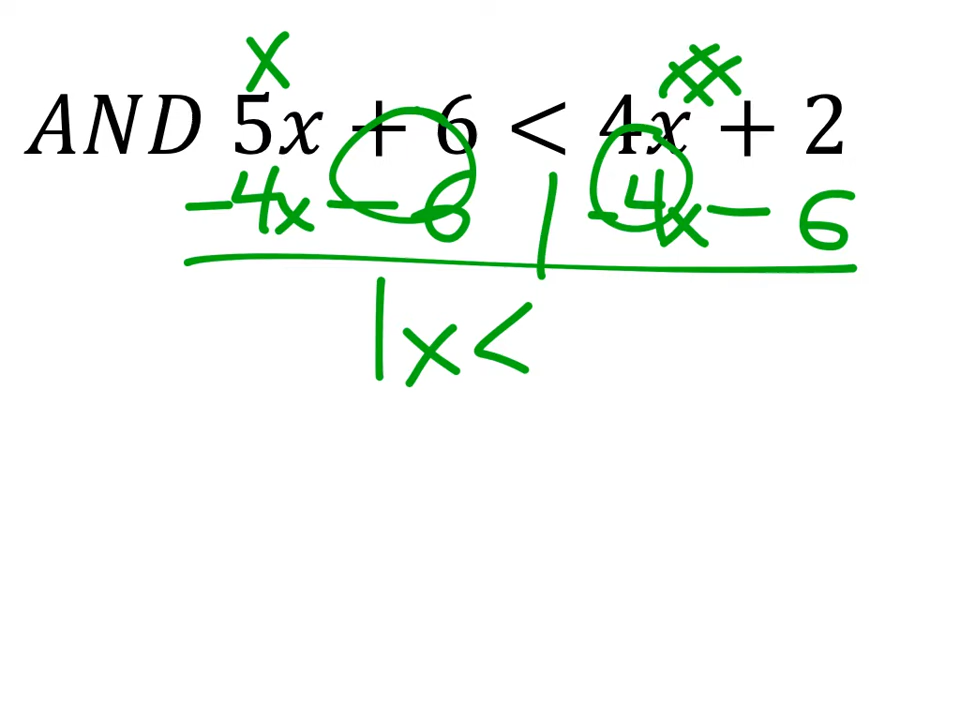 x #
AND 5x + 6 < 4x + 2
-4x - 6 | -4x - 6
1x <